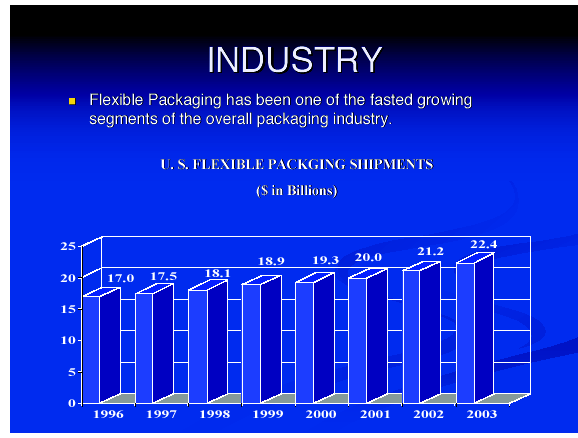 INDUSTRY
Flexible Packaging has been one of the fasted growing
segments of the overall packaging industry.
U. S. FLEXIBLE PACKGING SHIPMENTS
($ in Billions)
25
20
15
10
5
0
17.0 17.5 18.1 18.9 19.3 20.0 21.2 22.4
1996 1997 1998 1999 2000 2001 2002 2003